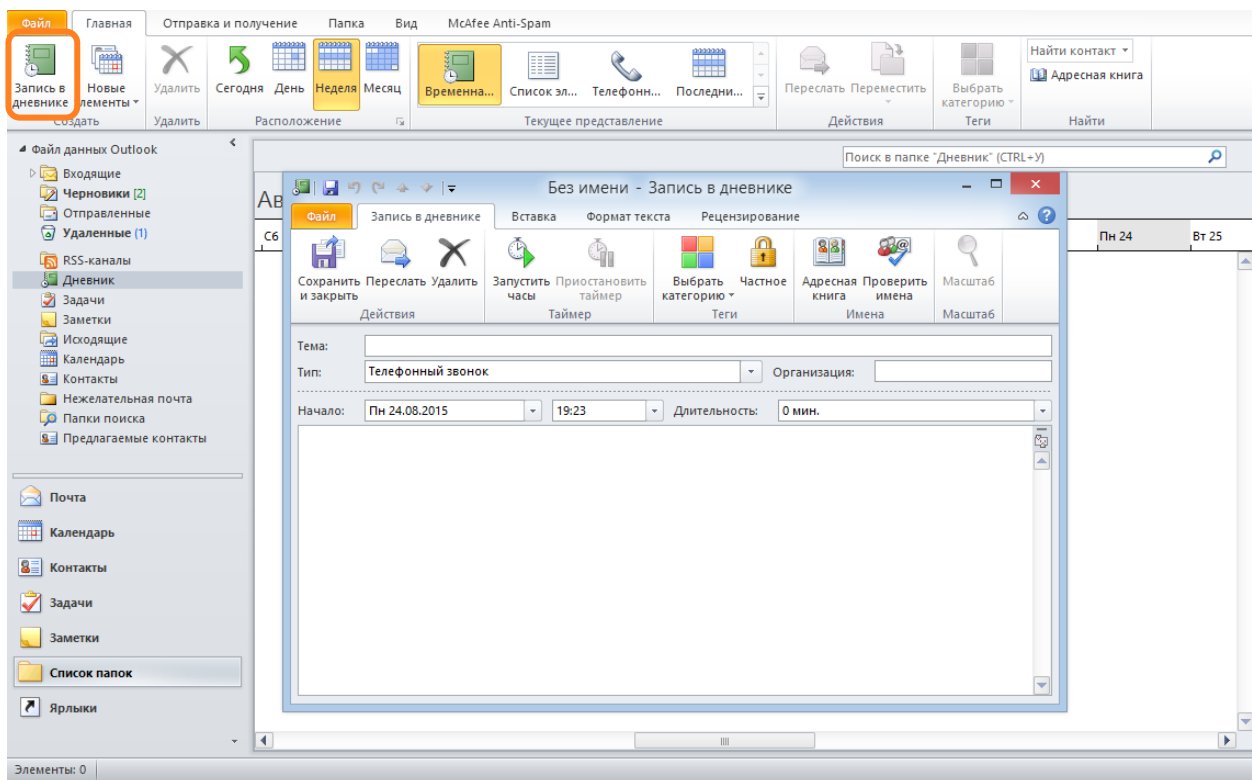 Файл Главная Отправка и получение Папка Вид McAfee Anti-Spam
Запись в дневнике
Новые лементы
Удалить
Сегодня День Неделя Месяц
Временна... Список эл... Телефонн... Последни...
Переслать Переместить
Выбрать категорию
Найти контакт
Адресная книга
Создать Удалить Расположение Текущее представление Действия Теги Найти
Файл данных Outlook
Входящие
Черновики [2]
Отправленные
Удаленные (1)
RSS-каналы
Дневник
Задачи
Заметки
Исходящие
Календарь
Контакты
Нежелательная почта
Папки поиска
Предлагаемые контакты
Почта
Календарь
Контакты
Задачи
Заметки
Список папок
Ярлыки
Элементы: 0
Поиск в папке "Дневник" (CTRL+У)
Ав
Сб Пн 24 Вт 25
Без имени - Запись в дневнике
Файл Запись в дневнике Вставка Формат текста Рецензирование
Сохранить и закрыть
Переслать Удалить
Запустить часы
Приостановить таймер
Выбрать категорию
Частное
Адресная книга
Проверить имена
Масштаб
Действия Таймер Теги Имена Масштаб
Тема:
Тип: Телефонный звонок Организация:
Начало: Пн 24.08.2015 19:23 Длительность: 0 мин.